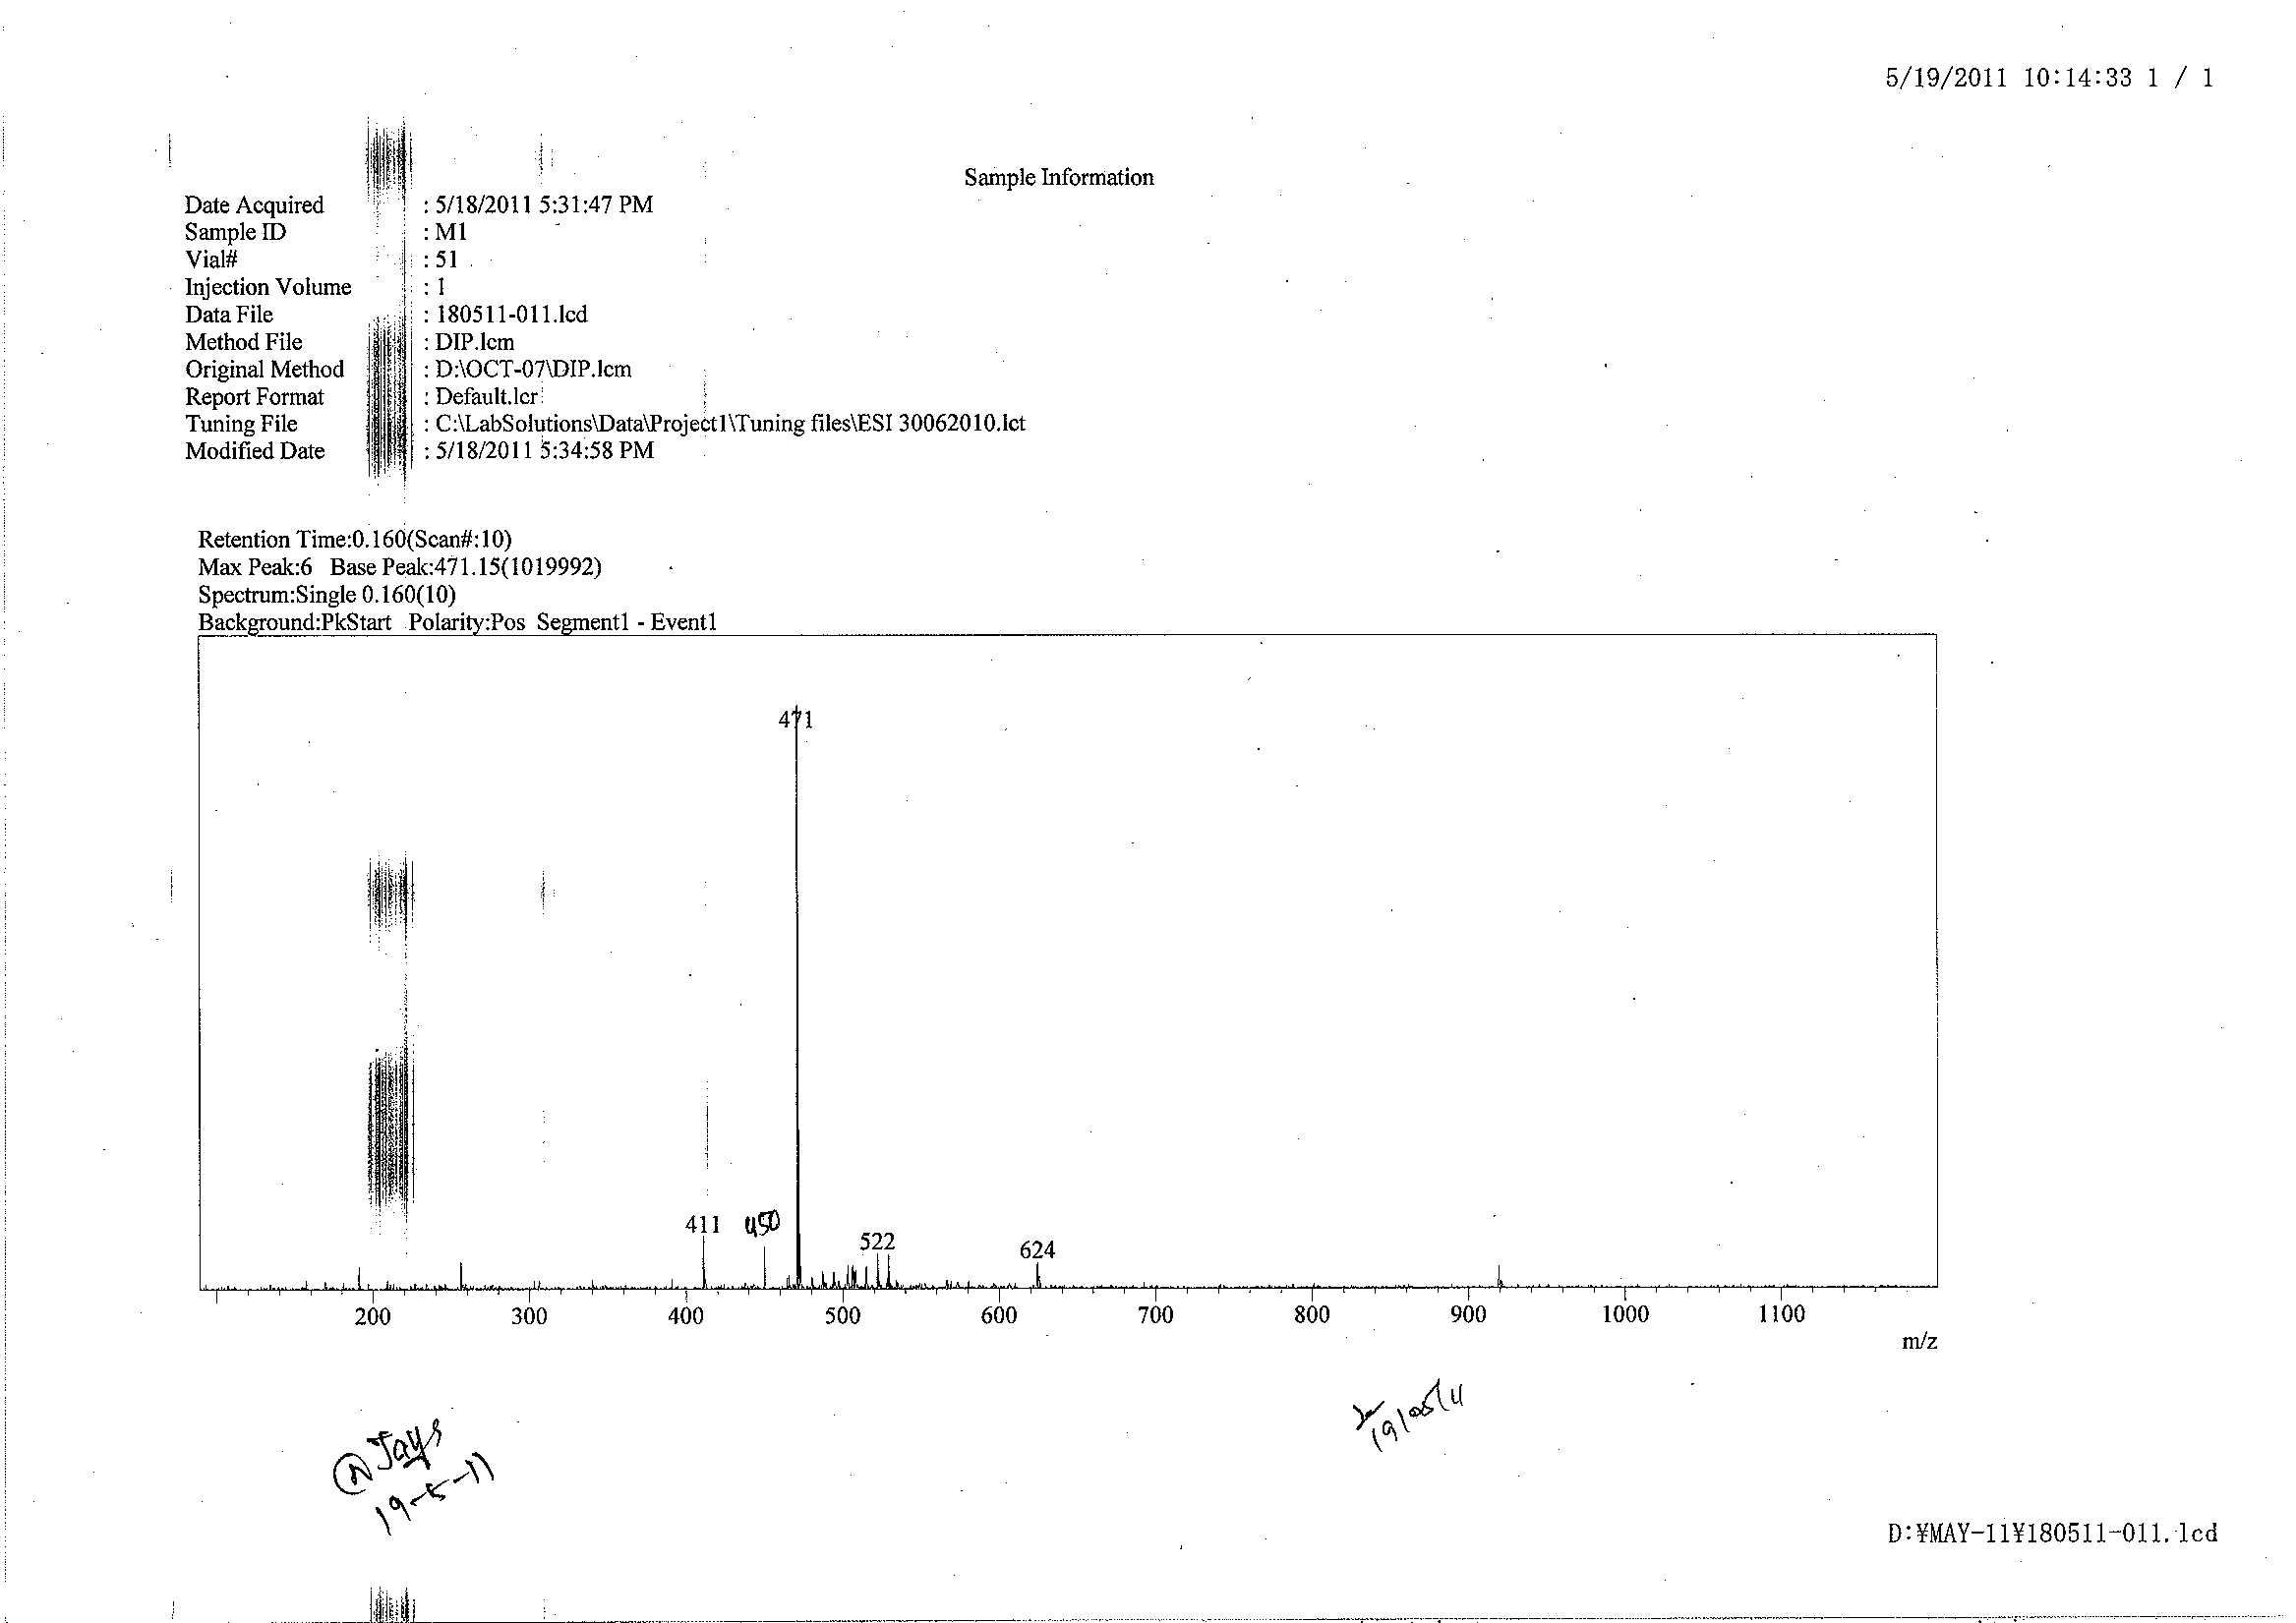 5/19/2011 10:14:33 1 / 1
Sample Information
Date Acquired : 5/18/2011 5:31:47 PM
Sample ID : M1
Vial# : 51
Injection Volume : 1
Data File : 180511-011.lcd
Method File : DIP.lcm
Original Method : D:\OCT-07\DIP.lcm
Report Format : Default.lcr
Tuning File : C:\LabSolutions\Data\Project1\Tuning files\ESI 30062010.lct
Modified Date : 5/18/2011 5:34:58 PM
Retention Time:0.160(Scan#:10)
Max Peak:6 Base Peak:471.15(1019992)
Spectrum:Single 0.160(10)
Background:PkStart Polarity:Pos Segment1 - Event1
471
411 450 522 624
200 300 400 500 600 700 800 900 1000 1100
m/z
19/05/11
19-5-11
D:¥MAY-11¥180511-011.lcd